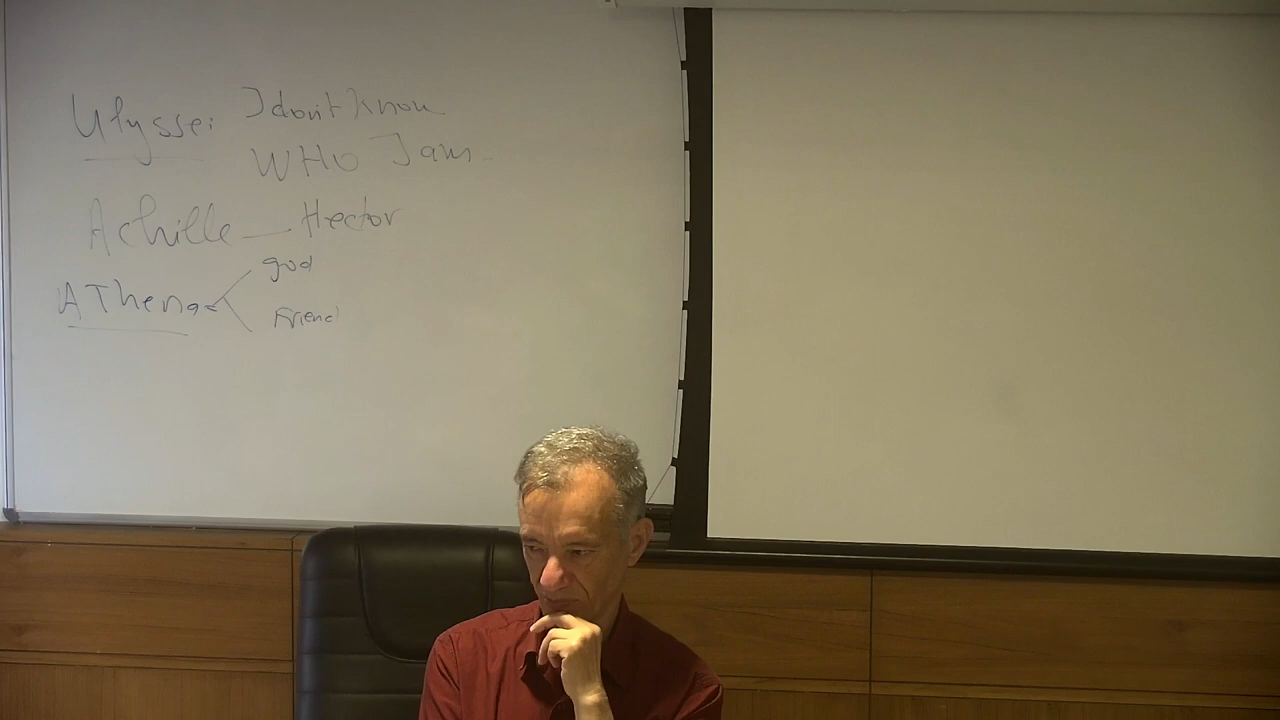 Ulysse: I don't know
WHO I am
Achille — Hector
AThena < god
Friend